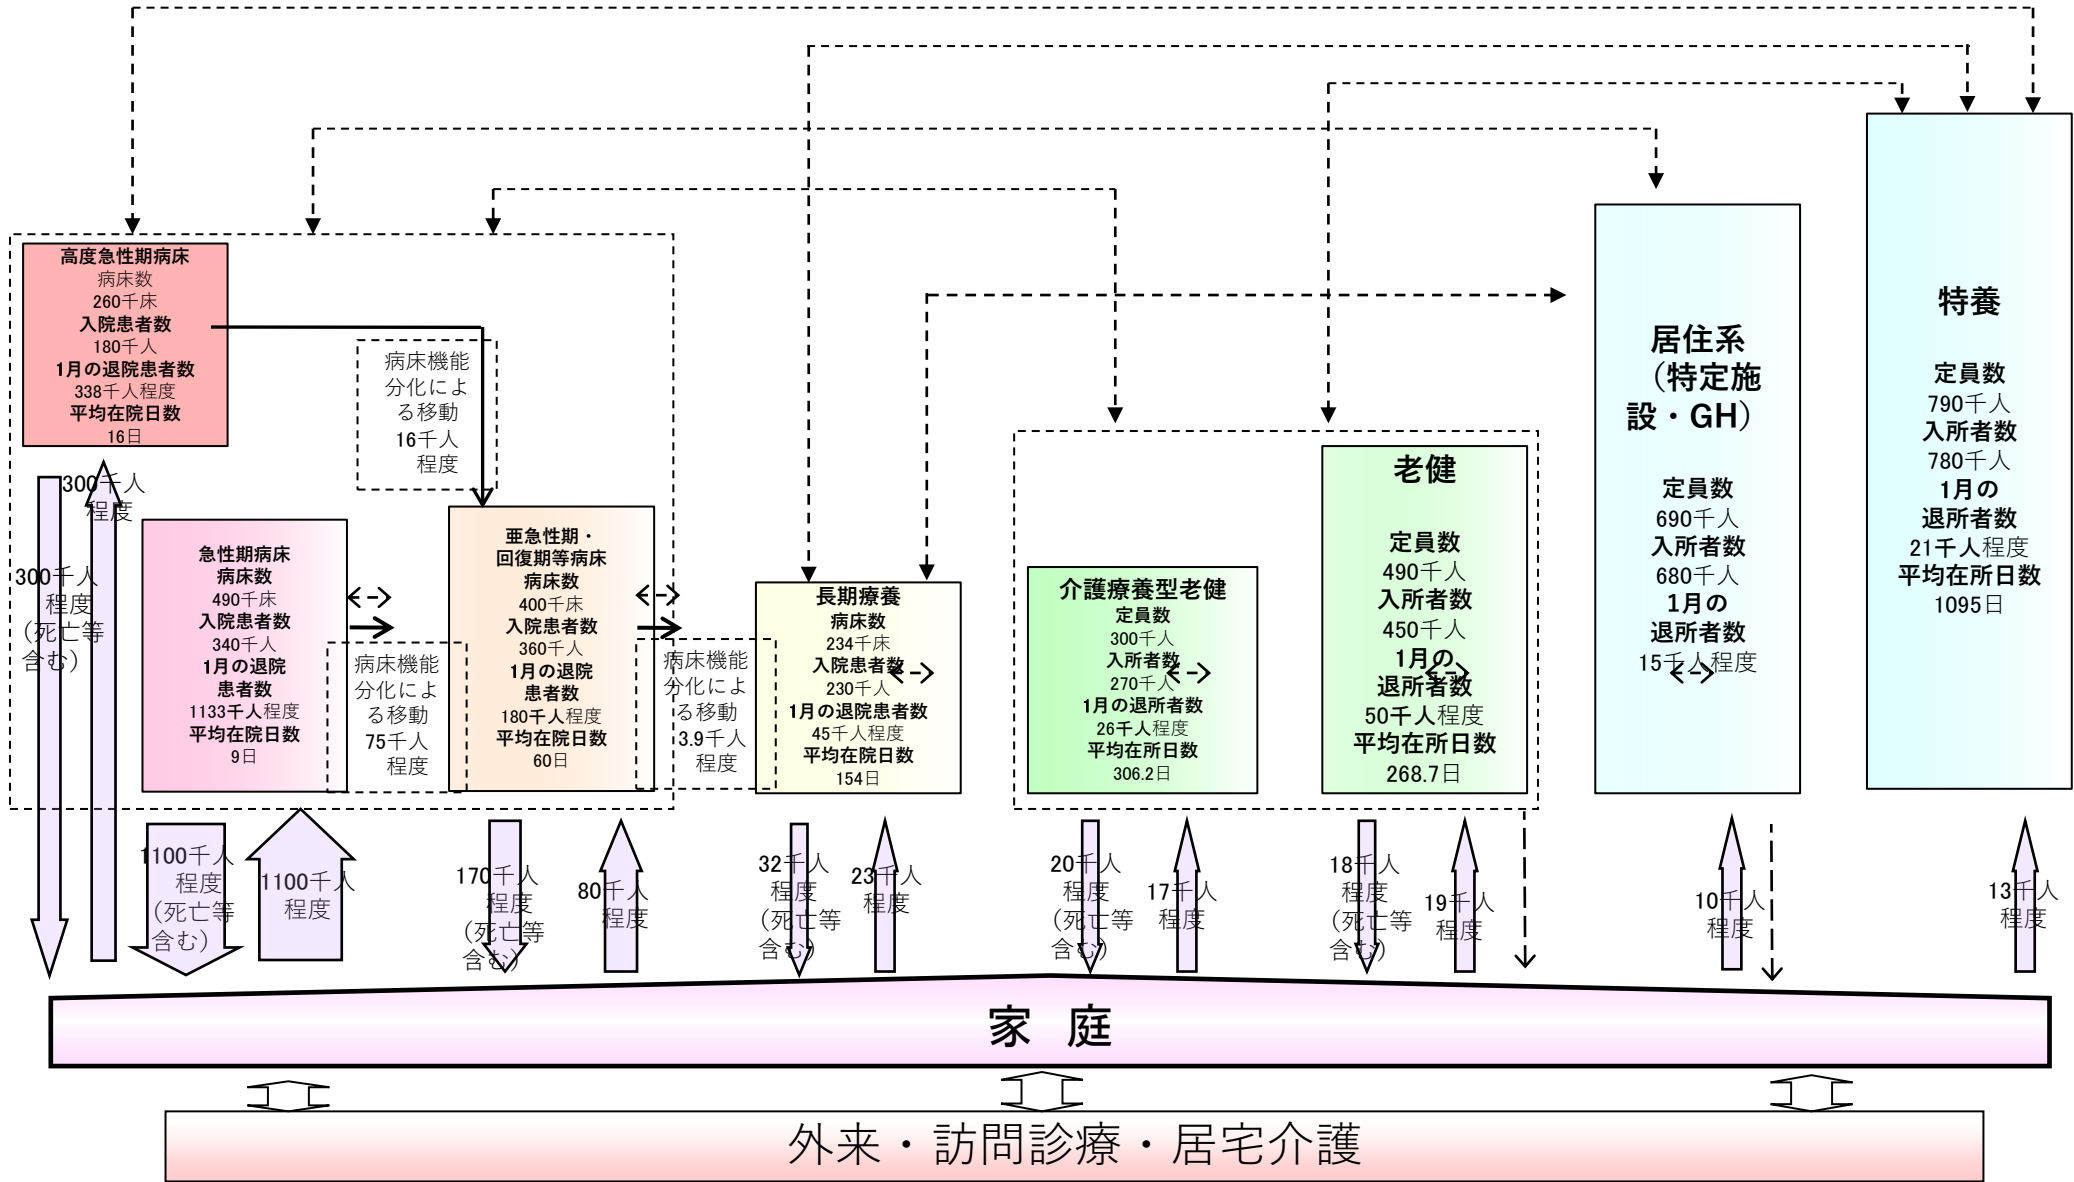 高度急性期病床
病床数
260千床
入院患者数
180千人
1月の退院患者数
338千人程度
平均在院日数
16日
病床機能
分化によ
る移動
16千人
程度
300千人
程度
300千人
程度
（死亡等
含む）
急性期病床
病床数
490千床
入院患者数
340千人
1月の退院
患者数
1133千人程度
平均在院日数
9日
病床機能
分化によ
る移動
75千人
程度
亜急性期・
回復期等病床
病床数
400千床
入院患者数
360千人
1月の退院
患者数
180千人程度
平均在院日数
60日
病床機能
分化によ
る移動
3.9千人
程度
長期療養
病床数
234千床
入院患者数
230千人
1月の退院患者数
45千人程度
平均在院日数
154日
介護療養型老健
定員数
300千人
入所者数
270千人
1月の退所者数
26千人程度
平均在所日数
306.2日
老健
定員数
490千人
入所者数
450千人
1月の
退所者数
50千人程度
平均在所日数
268.7日
居住系
（特定施
設・GH）
定員数
690千人
入所者数
680千人
1月の
退所者数
15千人程度
特養
定員数
790千人
入所者数
780千人
1月の
退所者数
21千人程度
平均在所日数
1095日
1100千人
程度
（死亡等
含む）
1100千人
程度
170千人
程度
（死亡等
含む）
80千人
程度
32千人
程度
（死亡等
含む）
23千人
程度
20千人
程度
（死亡等
含む）
17千人
程度
18千人
程度
（死亡等
含む）
19千人
程度
10千人
程度
13千人
程度
家 庭
外来・訪問診療・居宅介護